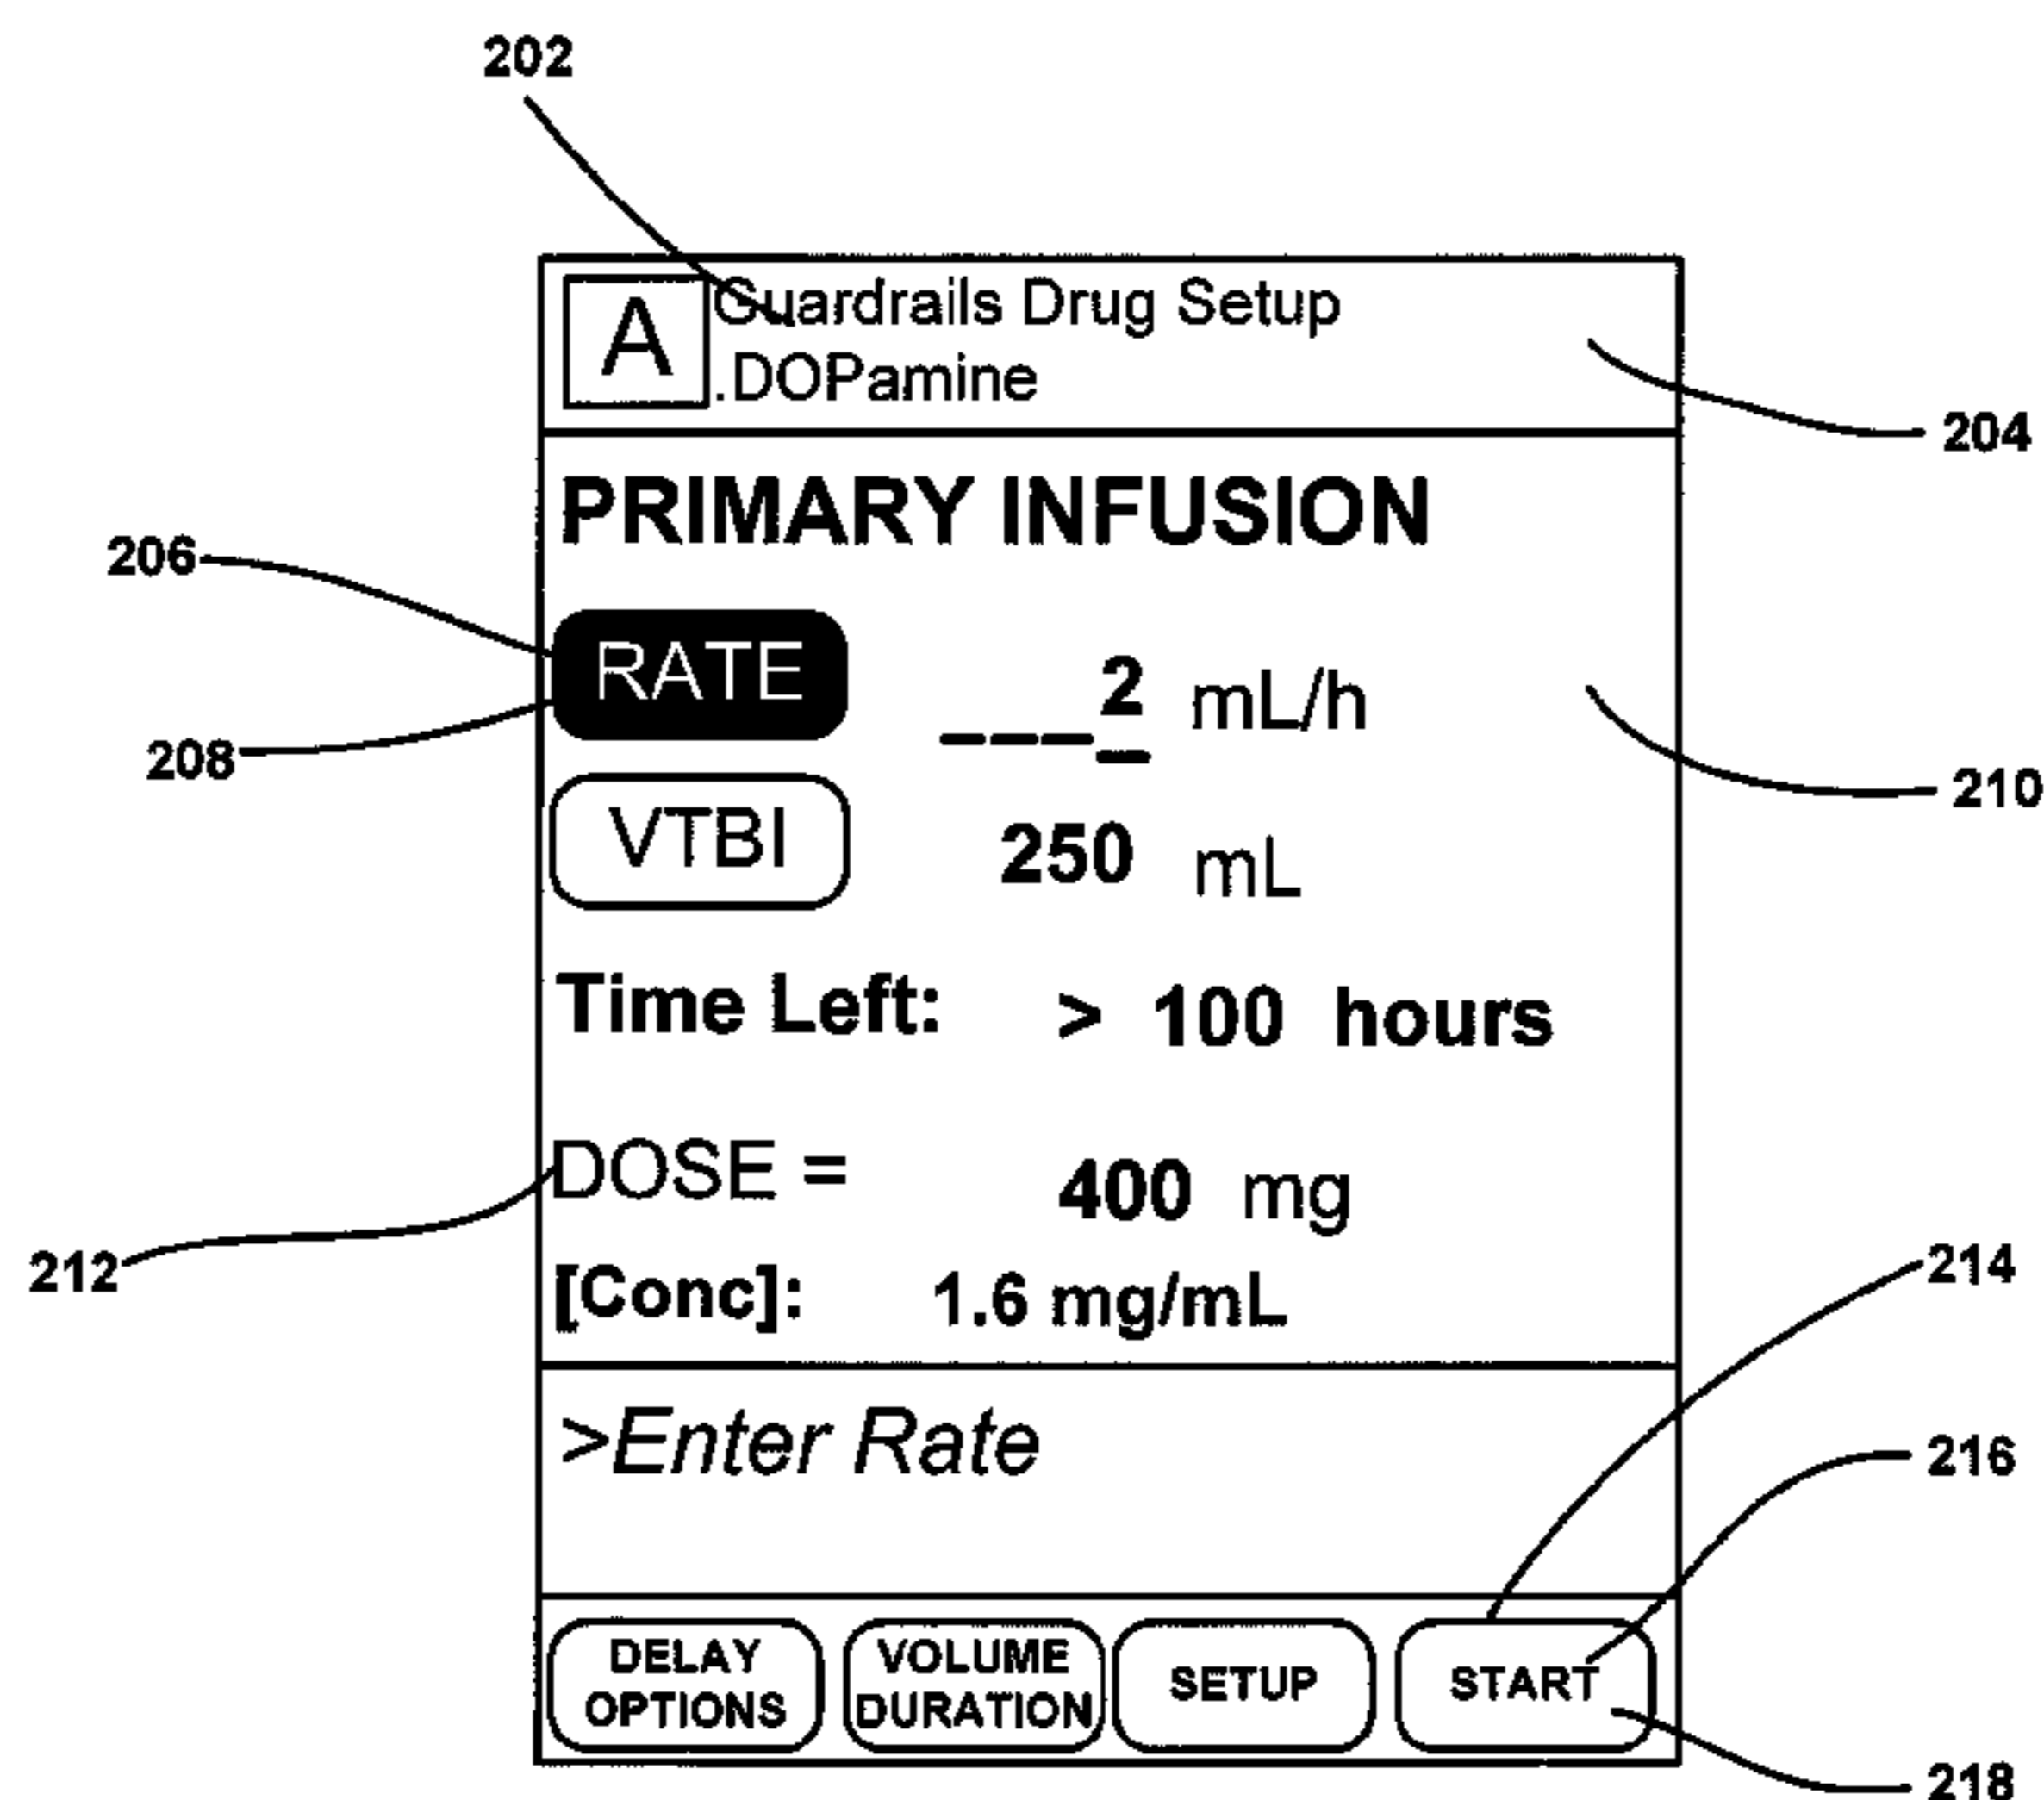 202
A
Guardrails Drug Setup
.DOPamine
204
PRIMARY INFUSION
206
RATE
___2 mL/h
208
210
VTBI 250 mL
Time Left: > 100 hours
DOSE = 400 mg
212
[Conc]: 1.6 mg/mL
214
>Enter Rate
216
DELAY OPTIONS
VOLUME DURATION
SETUP
START
218